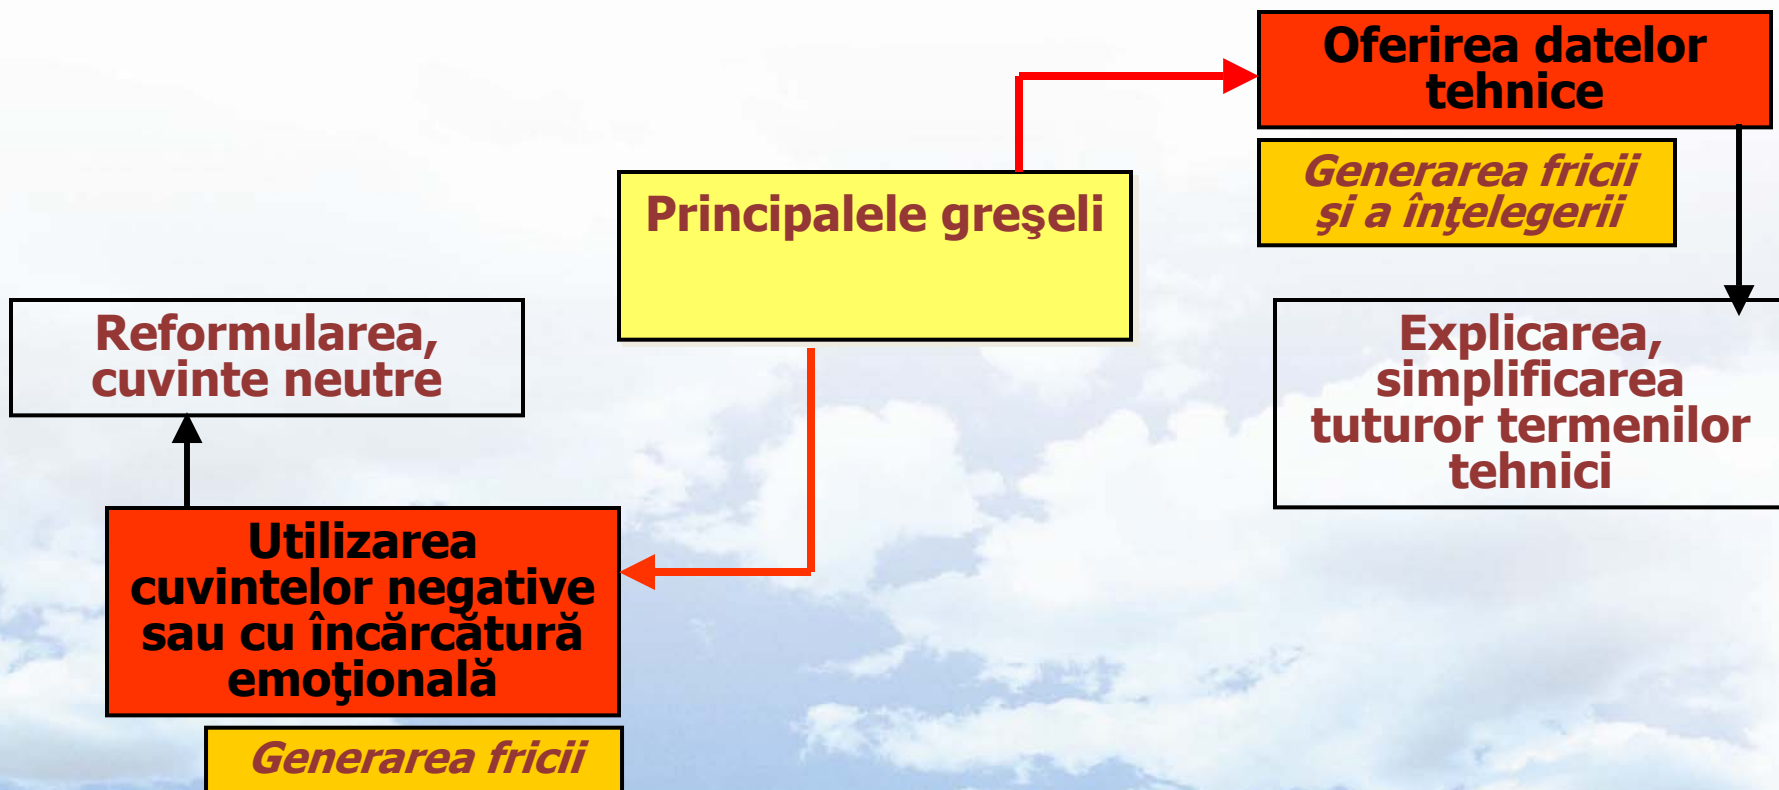 Oferirea datelor
tehnice
Generarea fricii
şi a înţelegerii
Principalele greşeli
Reformularea,
cuvinte neutre
Explicarea,
simplificarea
tuturor termenilor
tehnici
Utilizarea
cuvintelor negative
sau cu încărcătură
emoţională
Generarea fricii